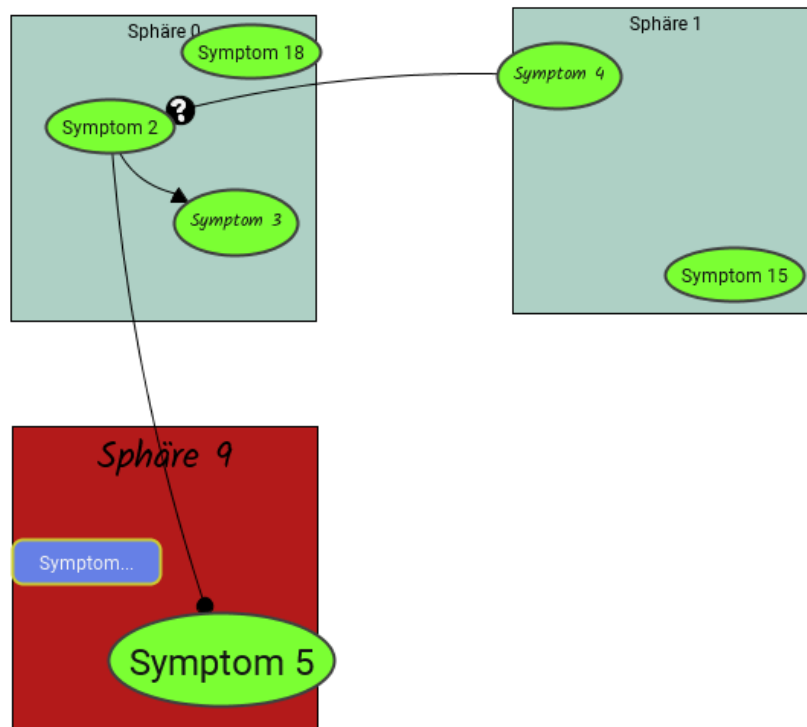 Sphäre 0
Symptom 18
Symptom 2
?
Symptom 3
Sphäre 1
Symptom 4
Symptom 15
Sphäre 9
Symptom...
Symptom 5